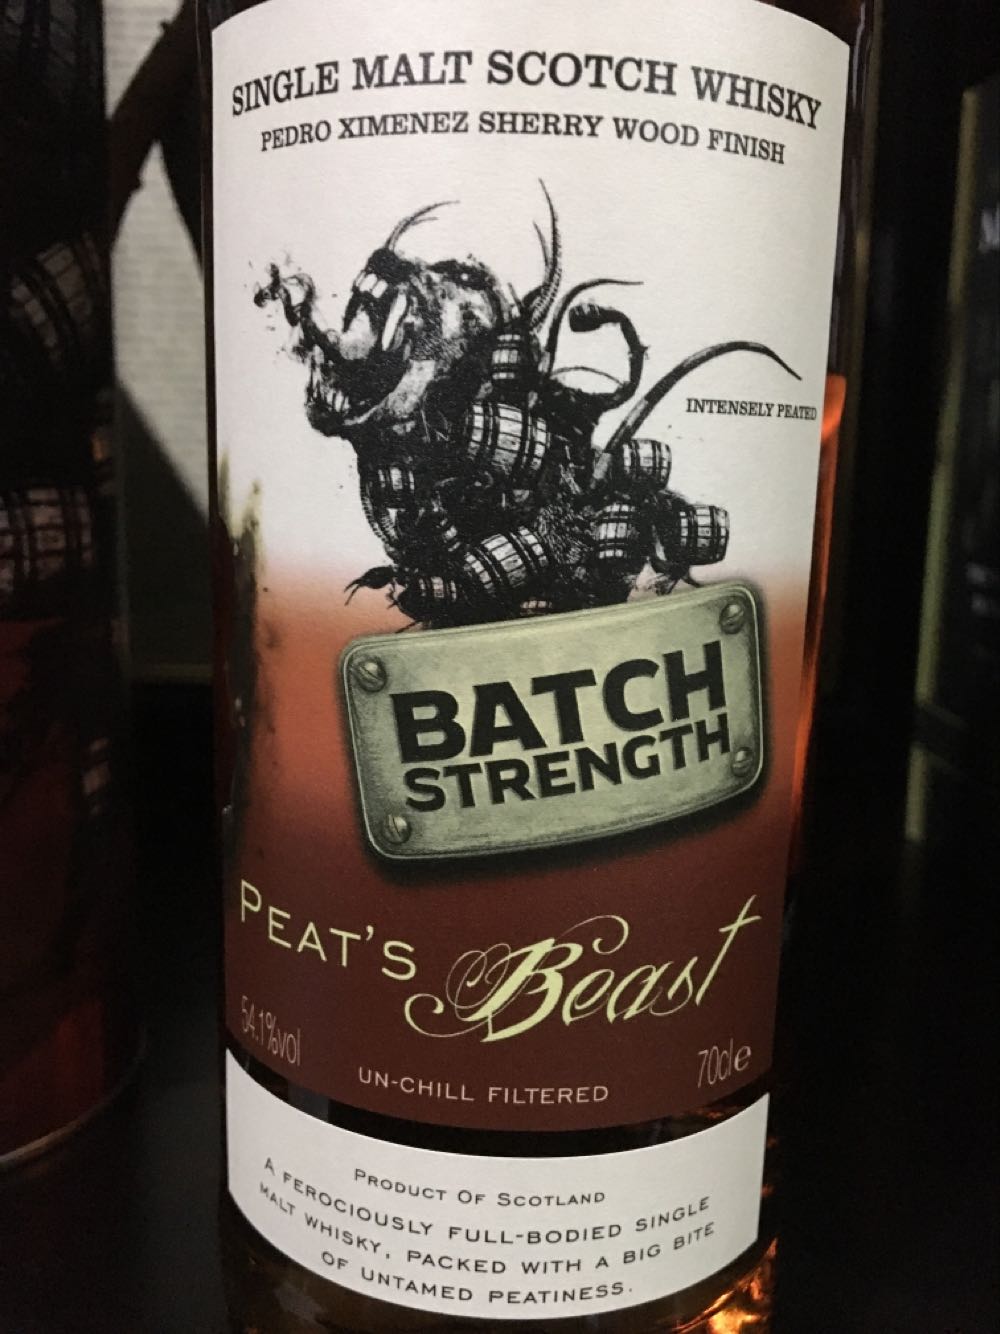 SINGLE MALT SCOTCH WHISKY
PEDRO XIMENEZ SHERRY WOOD FINISH
INTENSELY PEATED
BATCH
STRENGTH
PEAT'S Beast
54.1%vol
70cl e
UN-CHILL FILTERED
PRODUCT OF SCOTLAND
A FEROCIOUSLY FULL-BODIED SINGLE
MALT WHISKY, PACKED WITH A BIG BITE
OF UNTAMED PEATINESS.